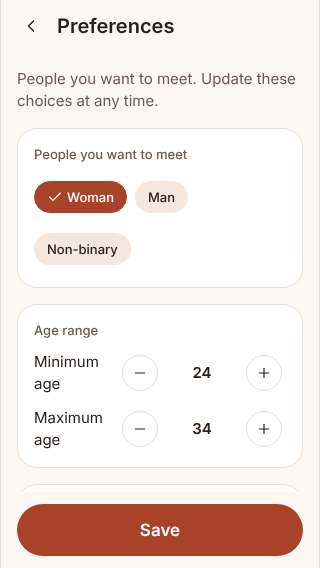 Preferences
People you want to meet. Update these
choices at any time.
People you want to meet
Woman
Man
Non-binary
Age range
Minimum
age
24
Maximum
age
34
Save